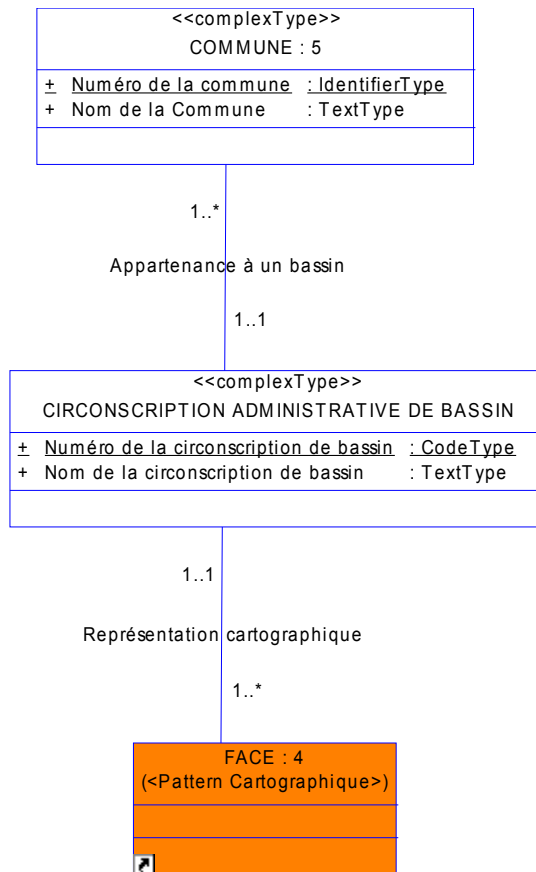 <<complexType>>
COMMUNE : 5
+ Numéro de la commune : IdentifierType
+ Nom de la Commune : TextType
1..*
Appartenance à un bassin
1..1
<<complexType>>
CIRCONSCRIPTION ADMINISTRATIVE DE BASSIN
+ Numéro de la circonscription de bassin : CodeType
+ Nom de la circonscription de bassin : TextType
1..1
Représentation cartographique
1..*
FACE : 4
(<Pattern Cartographique>)